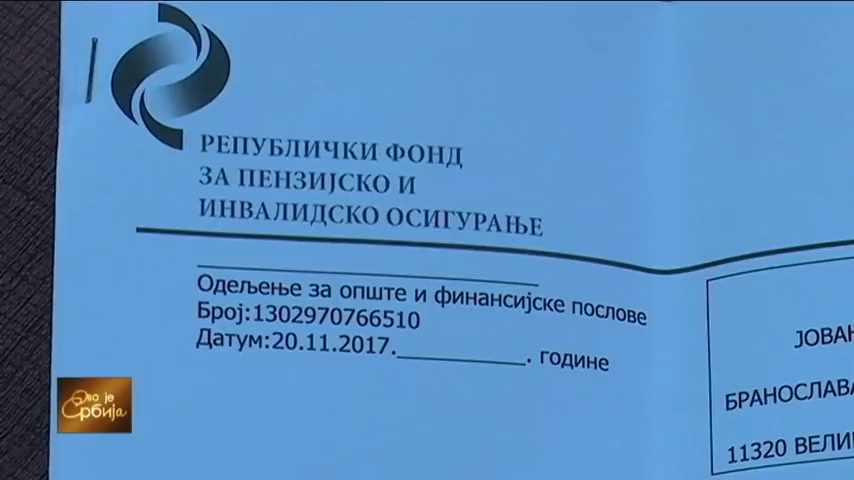 РЕПУБЛИЧКИ ФОНД
ЗА ПЕНЗИЈСКО И
ИНВАЛИДСКО ОСИГУРАЊЕ
Одељење за опште и финансијске послове
Број:1302970766510
Датум:20.11.2017.__________. године
ЈОВАН
БРАНОСЛАВА
11320 ВЕЛИ
Ово је
Србија